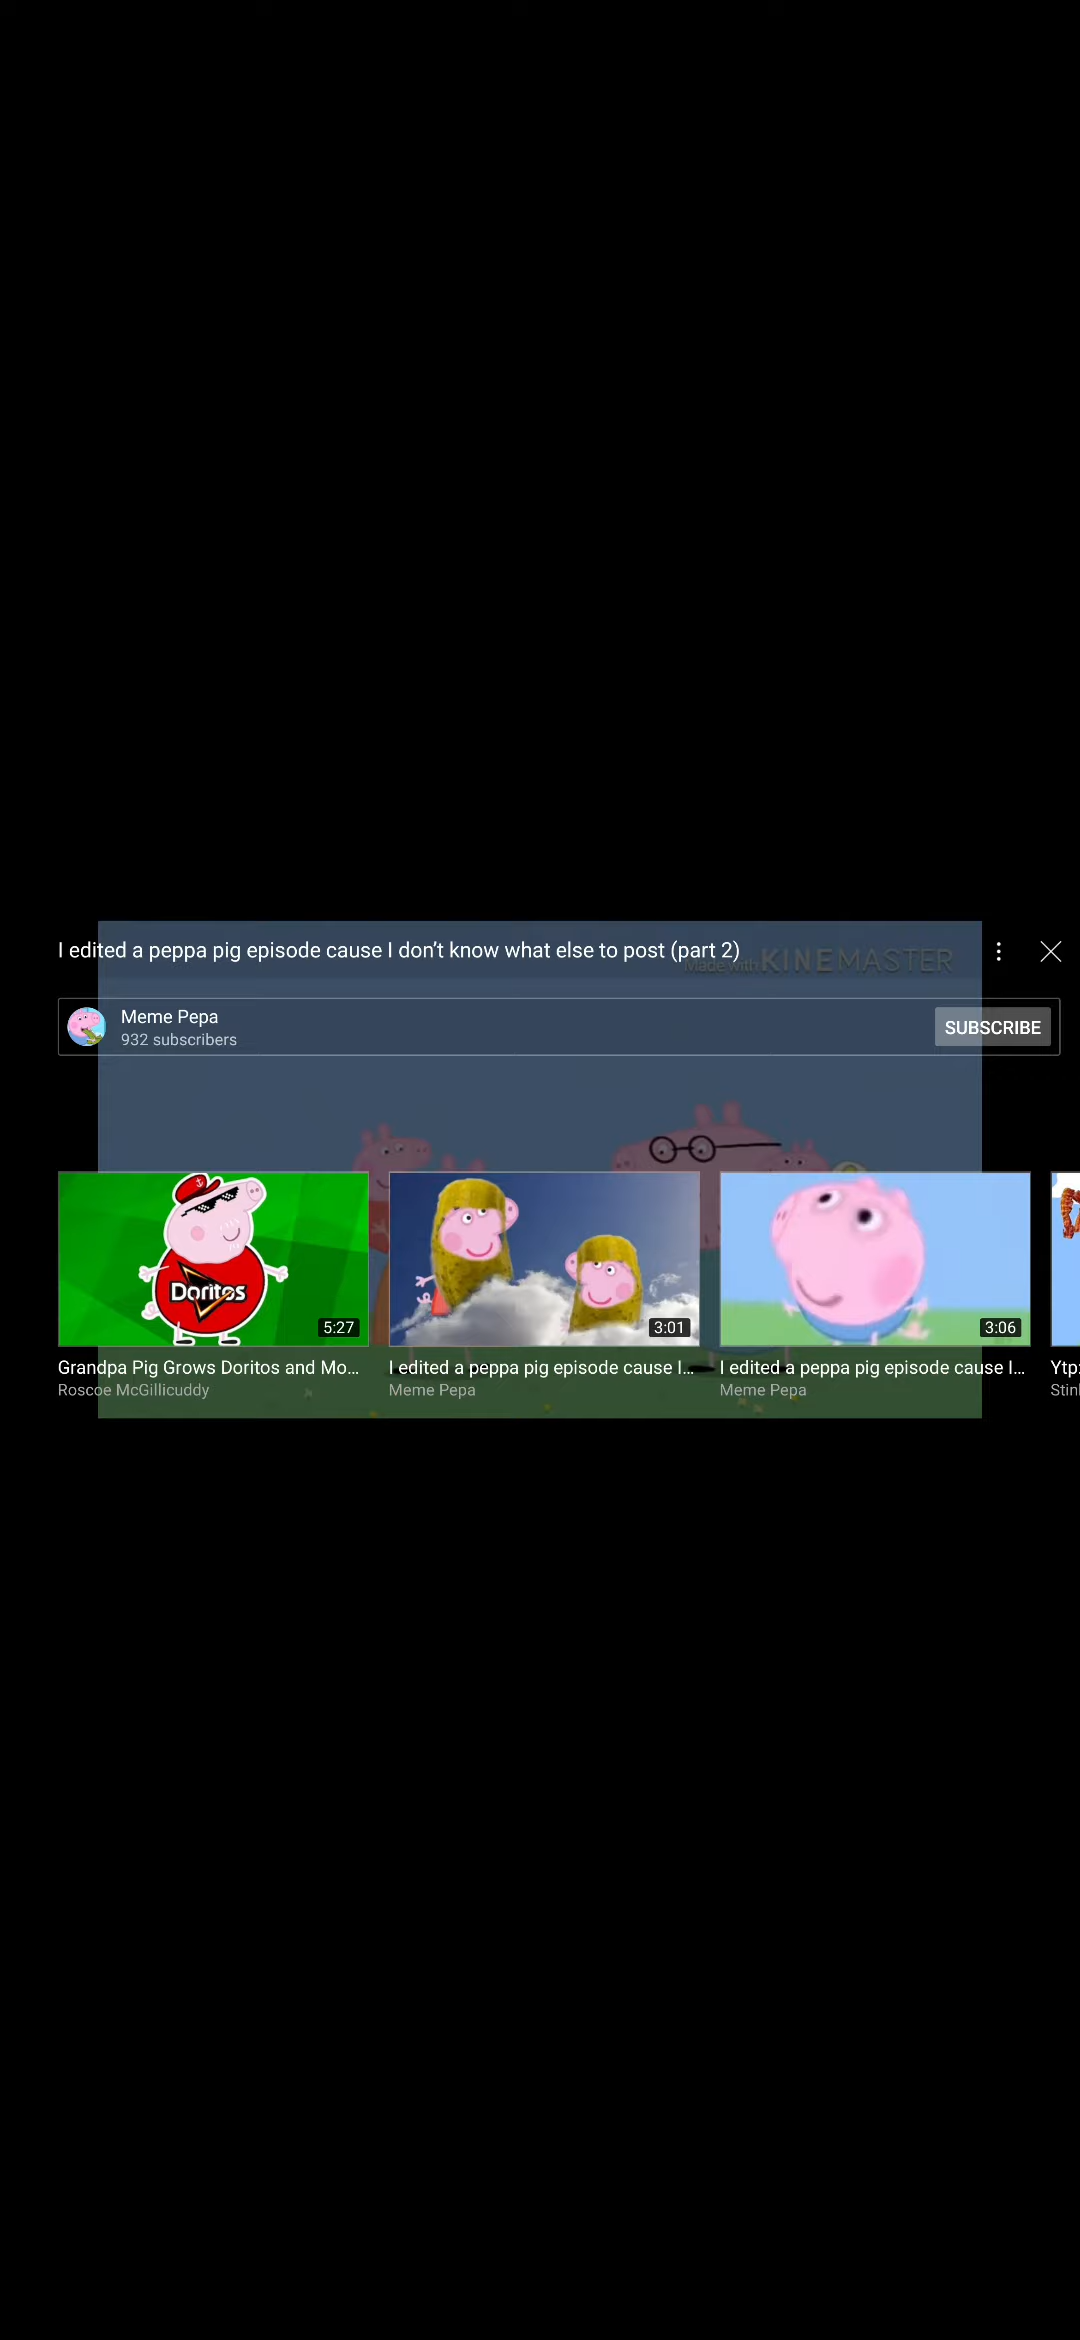 I edited a peppa pig episode cause I don't know what else to post (part 2)
Made with KINEMASTER
Meme Pepa
932 subscribers
SUBSCRIBE
Doritos
5:27
3:01
3:06
Grandpa Pig Grows Doritos and Mo...
I edited a peppa pig episode cause I...
I edited a peppa pig episode cause I...
Ytp:
Roscoe McGillicuddy
Meme Pepa
Meme Pepa
Stin